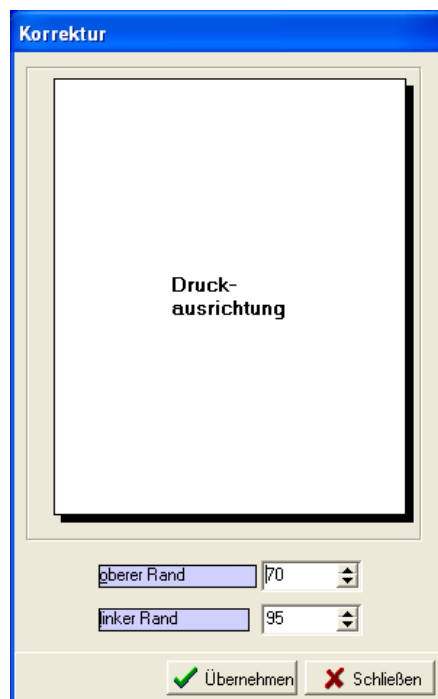 Korrektur
Druck-
ausrichtung
oberer Rand 70
linker Rand 95
Übernehmen Schließen